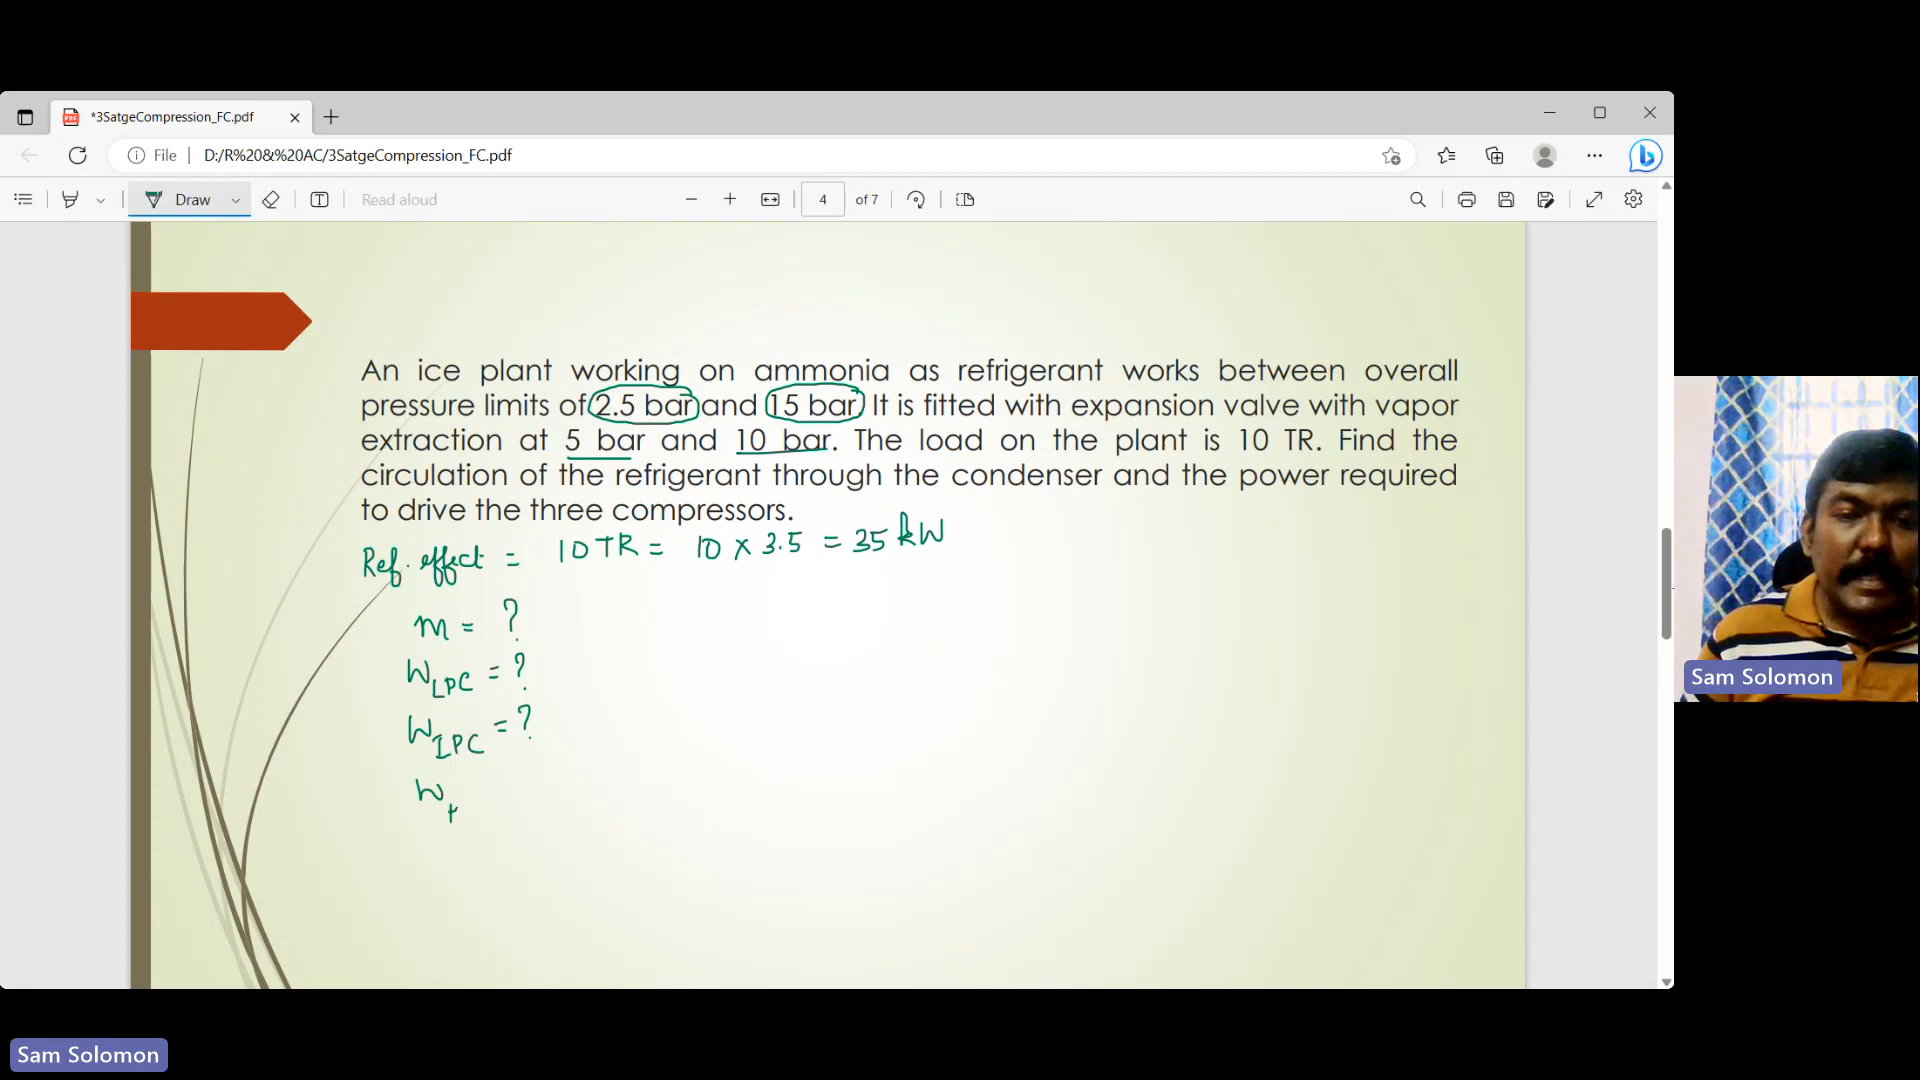 *3SatgeCompression_FC.pdf
File D:/R%20&%20AC/3SatgeCompression_FC.pdf
Draw Read aloud 4 of 7
An ice plant working on ammonia as refrigerant works between overall
pressure limits of 2.5 bar and 15 bar. It is fitted with expansion valve with vapor
extraction at 5 bar and 10 bar. The load on the plant is 10 TR. Find the
circulation of the refrigerant through the condenser and the power required
to drive the three compressors.
Ref. effect = 10 TR = 10 × 3.5 = 35 kW
m = ?
W LPC = ?
W IPC = ?
W
Sam Solomon
Sam Solomon